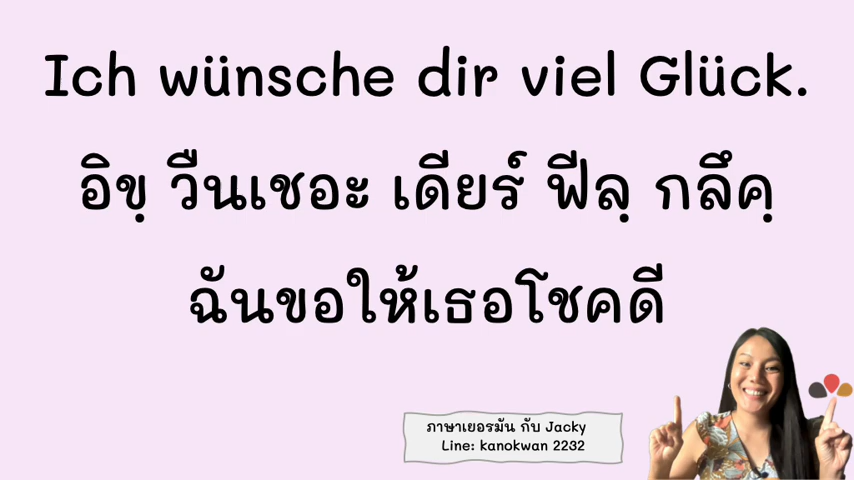 Ich wünsche dir viel Glück.
อิขฺ วืนเชอะ เดียร์ ฟีลฺ กลึคฺ
ฉันขอให้เธอโชคดี
ภาษาเยอรมัน กับ Jacky
Line: kanokwan 2232